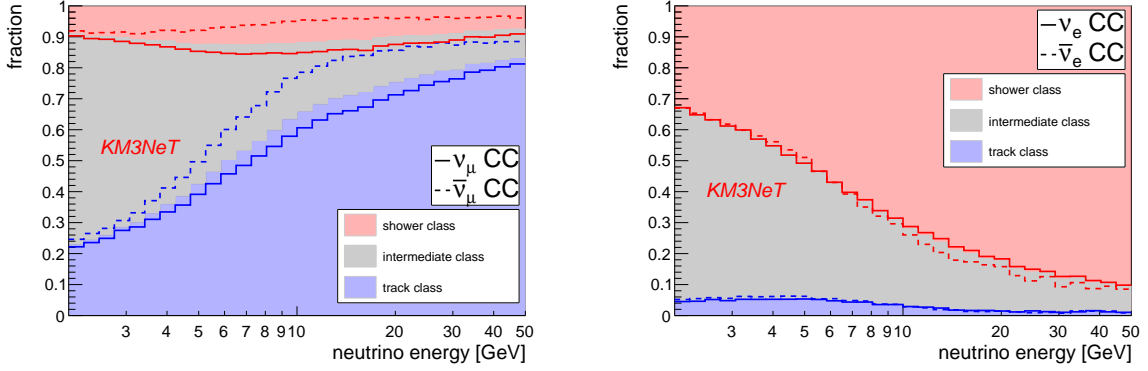 fraction
1
0.9
0.8
0.7
0.6
0.5
0.4
0.3
0.2
0.1
0
KM3NeT
ν_μ CC
ν̄_μ CC
shower class
intermediate class
track class
3 4 5 6 7 8 9 10 20 30 40 50
neutrino energy [GeV]
fraction
1
0.9
0.8
0.7
0.6
0.5
0.4
0.3
0.2
0.1
0
ν_e CC
ν̄_e CC
shower class
intermediate class
track class
KM3NeT
3 4 5 6 7 8 9 10 20 30 40 50
neutrino energy [GeV]